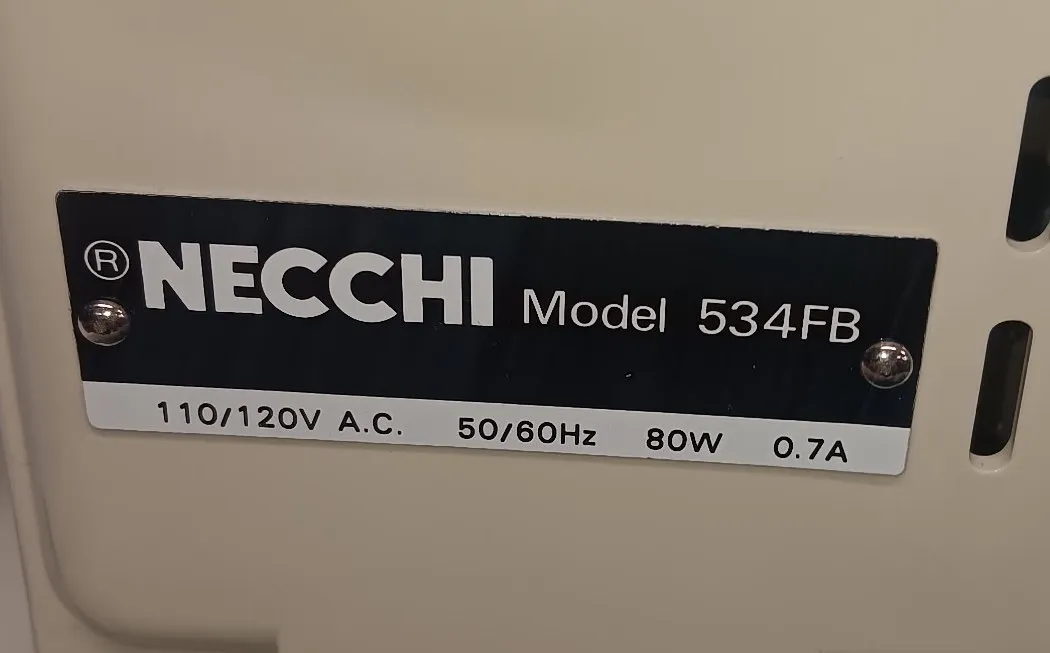 ® NECCHI Model 534FB
110/120V A.C. 50/60Hz 80W 0.7A